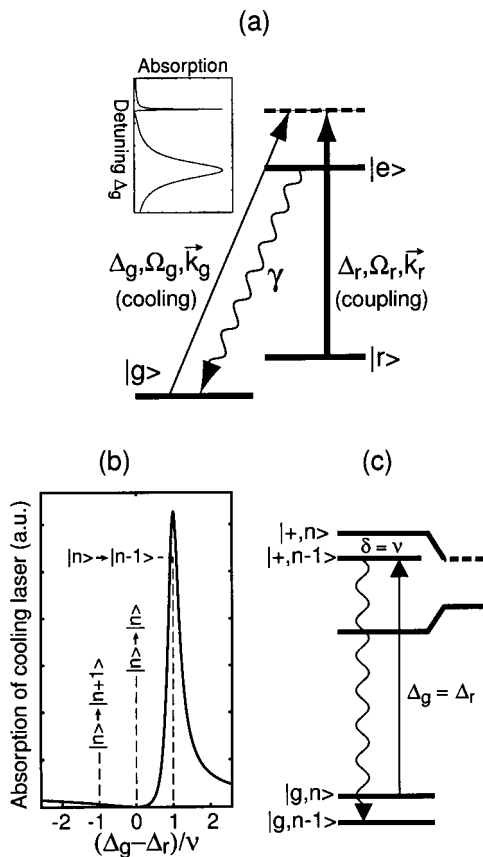 (a)
Absorption
Detuning Δg
|e>
Δg,Ωg,k⃗g
(cooling)
γ
Δr,Ωr,k⃗r
(coupling)
|g>
|r>
(b)
Absorption of cooling laser (a.u.)
|n>→|n-1>
|n>→|n>
|n>→|n+1>
-2 -1 0 1 2
(Δg−Δr)/ν
(c)
|+,n>
δ = ν
|+,n-1>
Δg = Δr
|g,n>
|g,n-1>